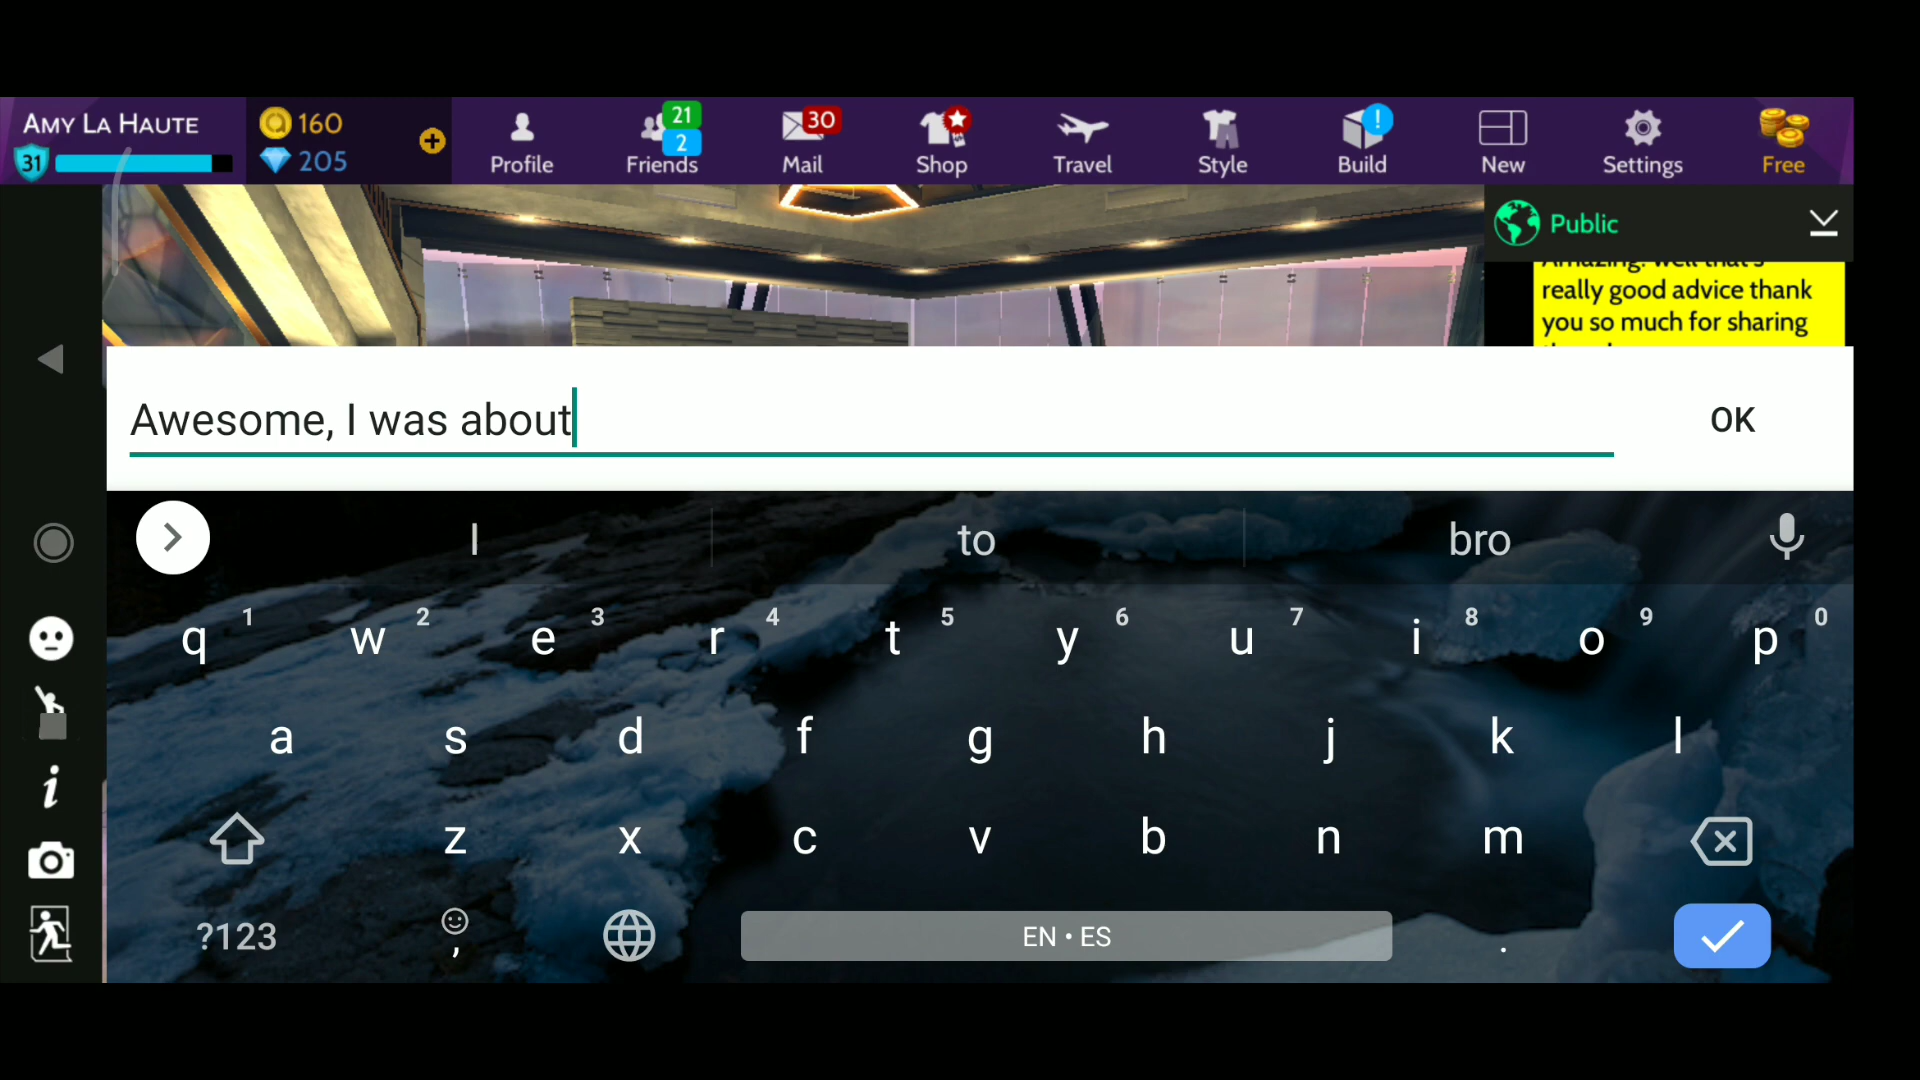 AMY LA HAUTE
31
160
205
Profile
21
2
Friends
30
Mail
Shop
Travel
Style
!
Build
New
Settings
Free
Public
really good advice thank
you so much for sharing
Awesome, I was about
OK
to
bro
q 1 w 2 e 3 r 4 t 5 y 6 u 7 i 8 o 9 p 0
a s d f g h j k l
z x c v b n m
?123 , EN • ES .